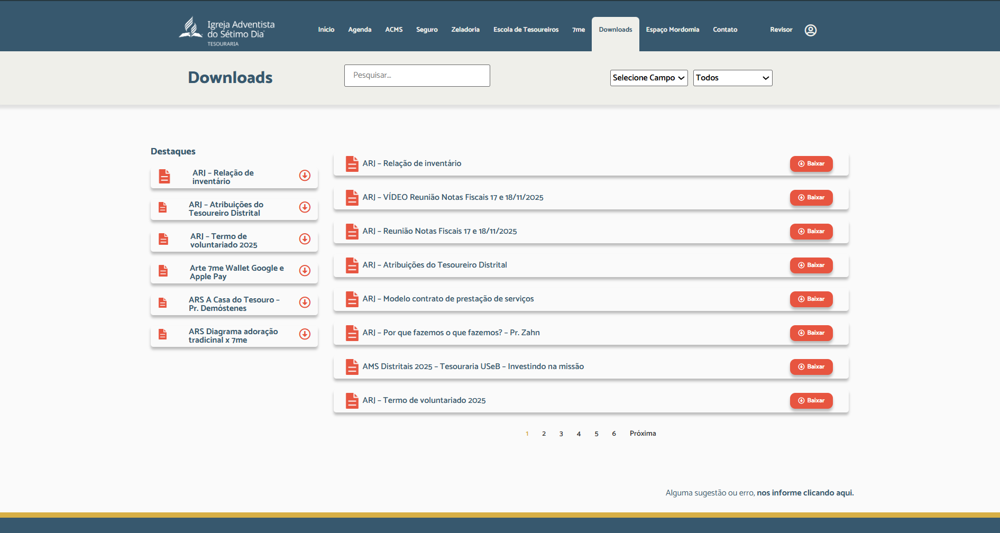 Igreja Adventista
do Sétimo Dia
TESOURARIA
Início
Agenda
ACMS
Seguro
Zeladoria
Escola de Tesoureiros
7me
Downloads
Espaço Mordomia
Contato
Revisor
Downloads
Pesquisar...
Selecione Campo
Todos
Destaques
ARJ – Relação de
inventário
ARJ – Atribuições do
Tesoureiro Distrital
ARJ – Termo de
voluntariado 2025
Arte 7me Wallet Google e
Apple Pay
ARS A Casa do Tesouro –
Pr. Demóstenes
ARS Diagrama adoração
tradicinal x 7me
ARJ – Relação de inventário
Baixar
ARJ – VÍDEO Reunião Notas Fiscais 17 e 18/11/2025
Baixar
ARJ – Reunião Notas Fiscais 17 e 18/11/2025
Baixar
ARJ – Atribuições do Tesoureiro Distrital
Baixar
ARJ – Modelo contrato de prestação de serviços
Baixar
ARJ – Por que fazemos o que fazemos? – Pr. Zahn
Baixar
AMS Distritais 2025 – Tesouraria USeB – Investindo na missão
Baixar
ARJ – Termo de voluntariado 2025
Baixar
1 2 3 4 5 6 Próxima
Alguma sugestão ou erro, nos informe clicando aqui.